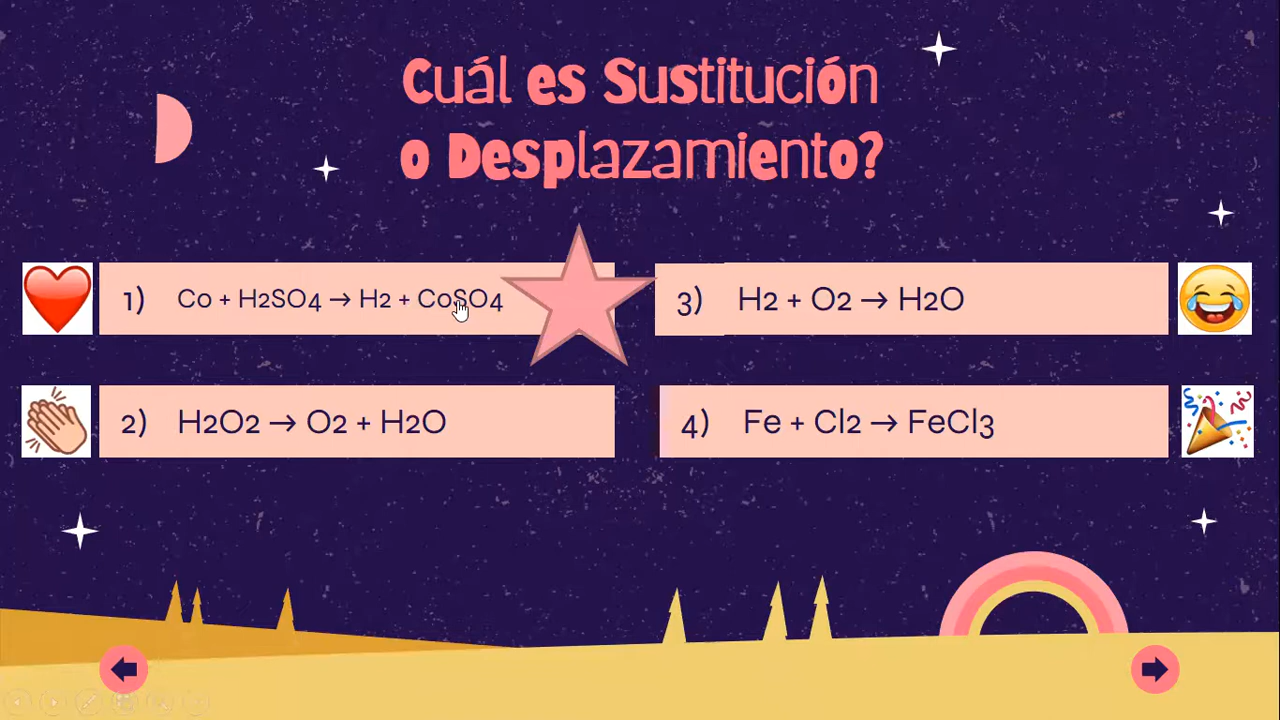 Cuál es Sustitución
o Desplazamiento?
1) Co + H2SO4 → H2 + CoSO4
3) H2 + O2 → H2O
2) H2O2 → O2 + H2O
4) Fe + Cl2 → FeCl3